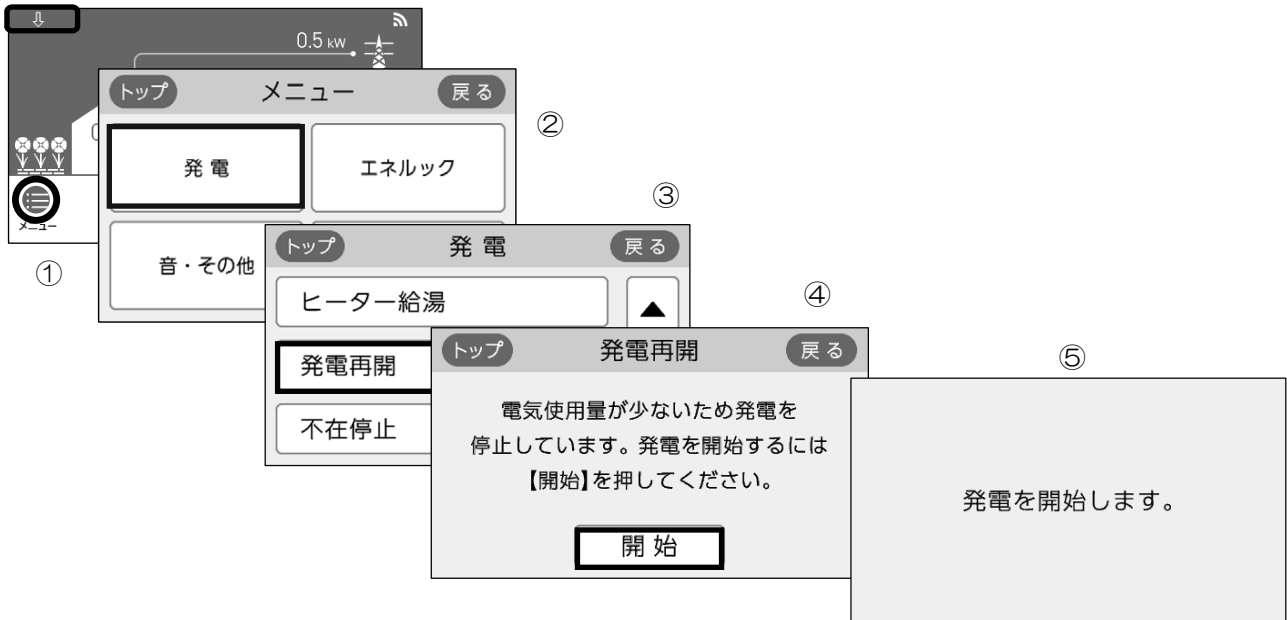 ⇩
0.5 kW
メニュー
①
トップ メニュー 戻る
②
発 電 エネルック
音・その他
③
トップ 発 電 戻る
ヒーター給湯 ▲
発電再開
不在停止
④
トップ 発電再開 戻る
電気使用量が少ないため発電を
停止しています。発電を開始するには
【開始】を押してください。
開 始
⑤
発電を開始します。